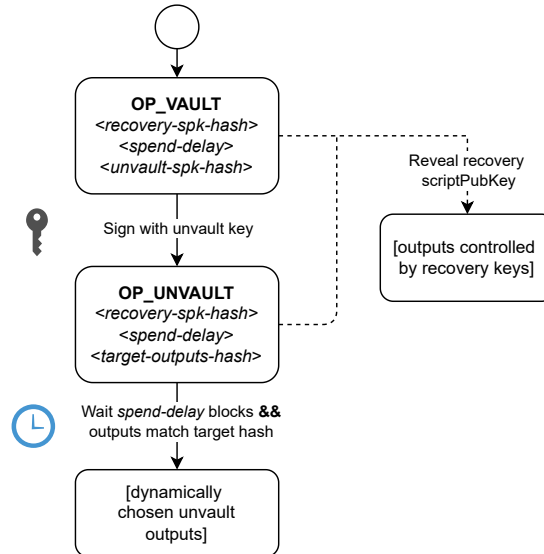 OP_VAULT
<recovery-spk-hash>
<spend-delay>
<unvault-spk-hash>
Reveal recovery
scriptPubKey
Sign with unvault key
[outputs controlled
by recovery keys]
OP_UNVAULT
<recovery-spk-hash>
<spend-delay>
<target-outputs-hash>
Wait spend-delay blocks &&
outputs match target hash
[dynamically
chosen unvault
outputs]